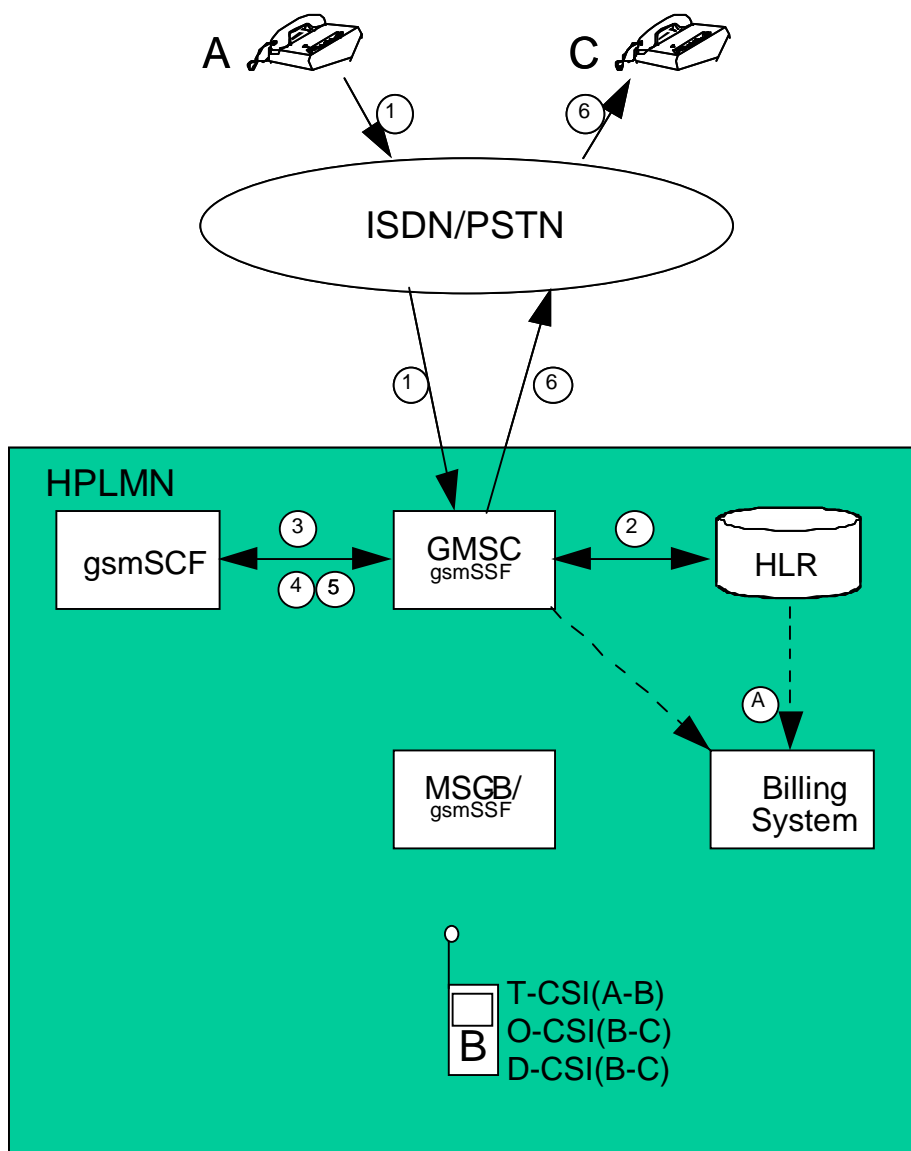 A
C
1
6
ISDN/PSTN
1
6
HPLMN
gsmSCF
3
4
5
GMSC
gsmSSF
2
HLR
A
MSCB/
gsmSSF
Billing
System
B
T-CSI(A-B)
O-CSI(B-C)
D-CSI(B-C)